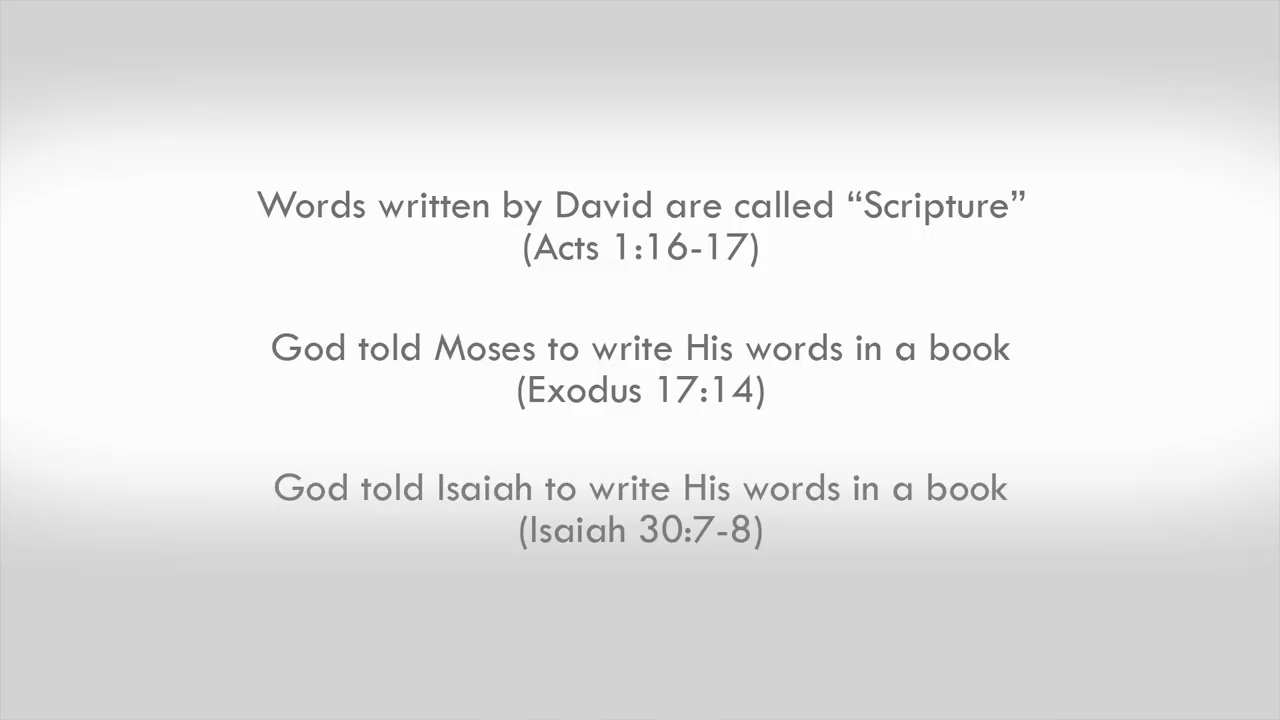 Words written by David are called “Scripture”
(Acts 1:16-17)
God told Moses to write His words in a book
(Exodus 17:14)
God told Isaiah to write His words in a book
(Isaiah 30:7-8)